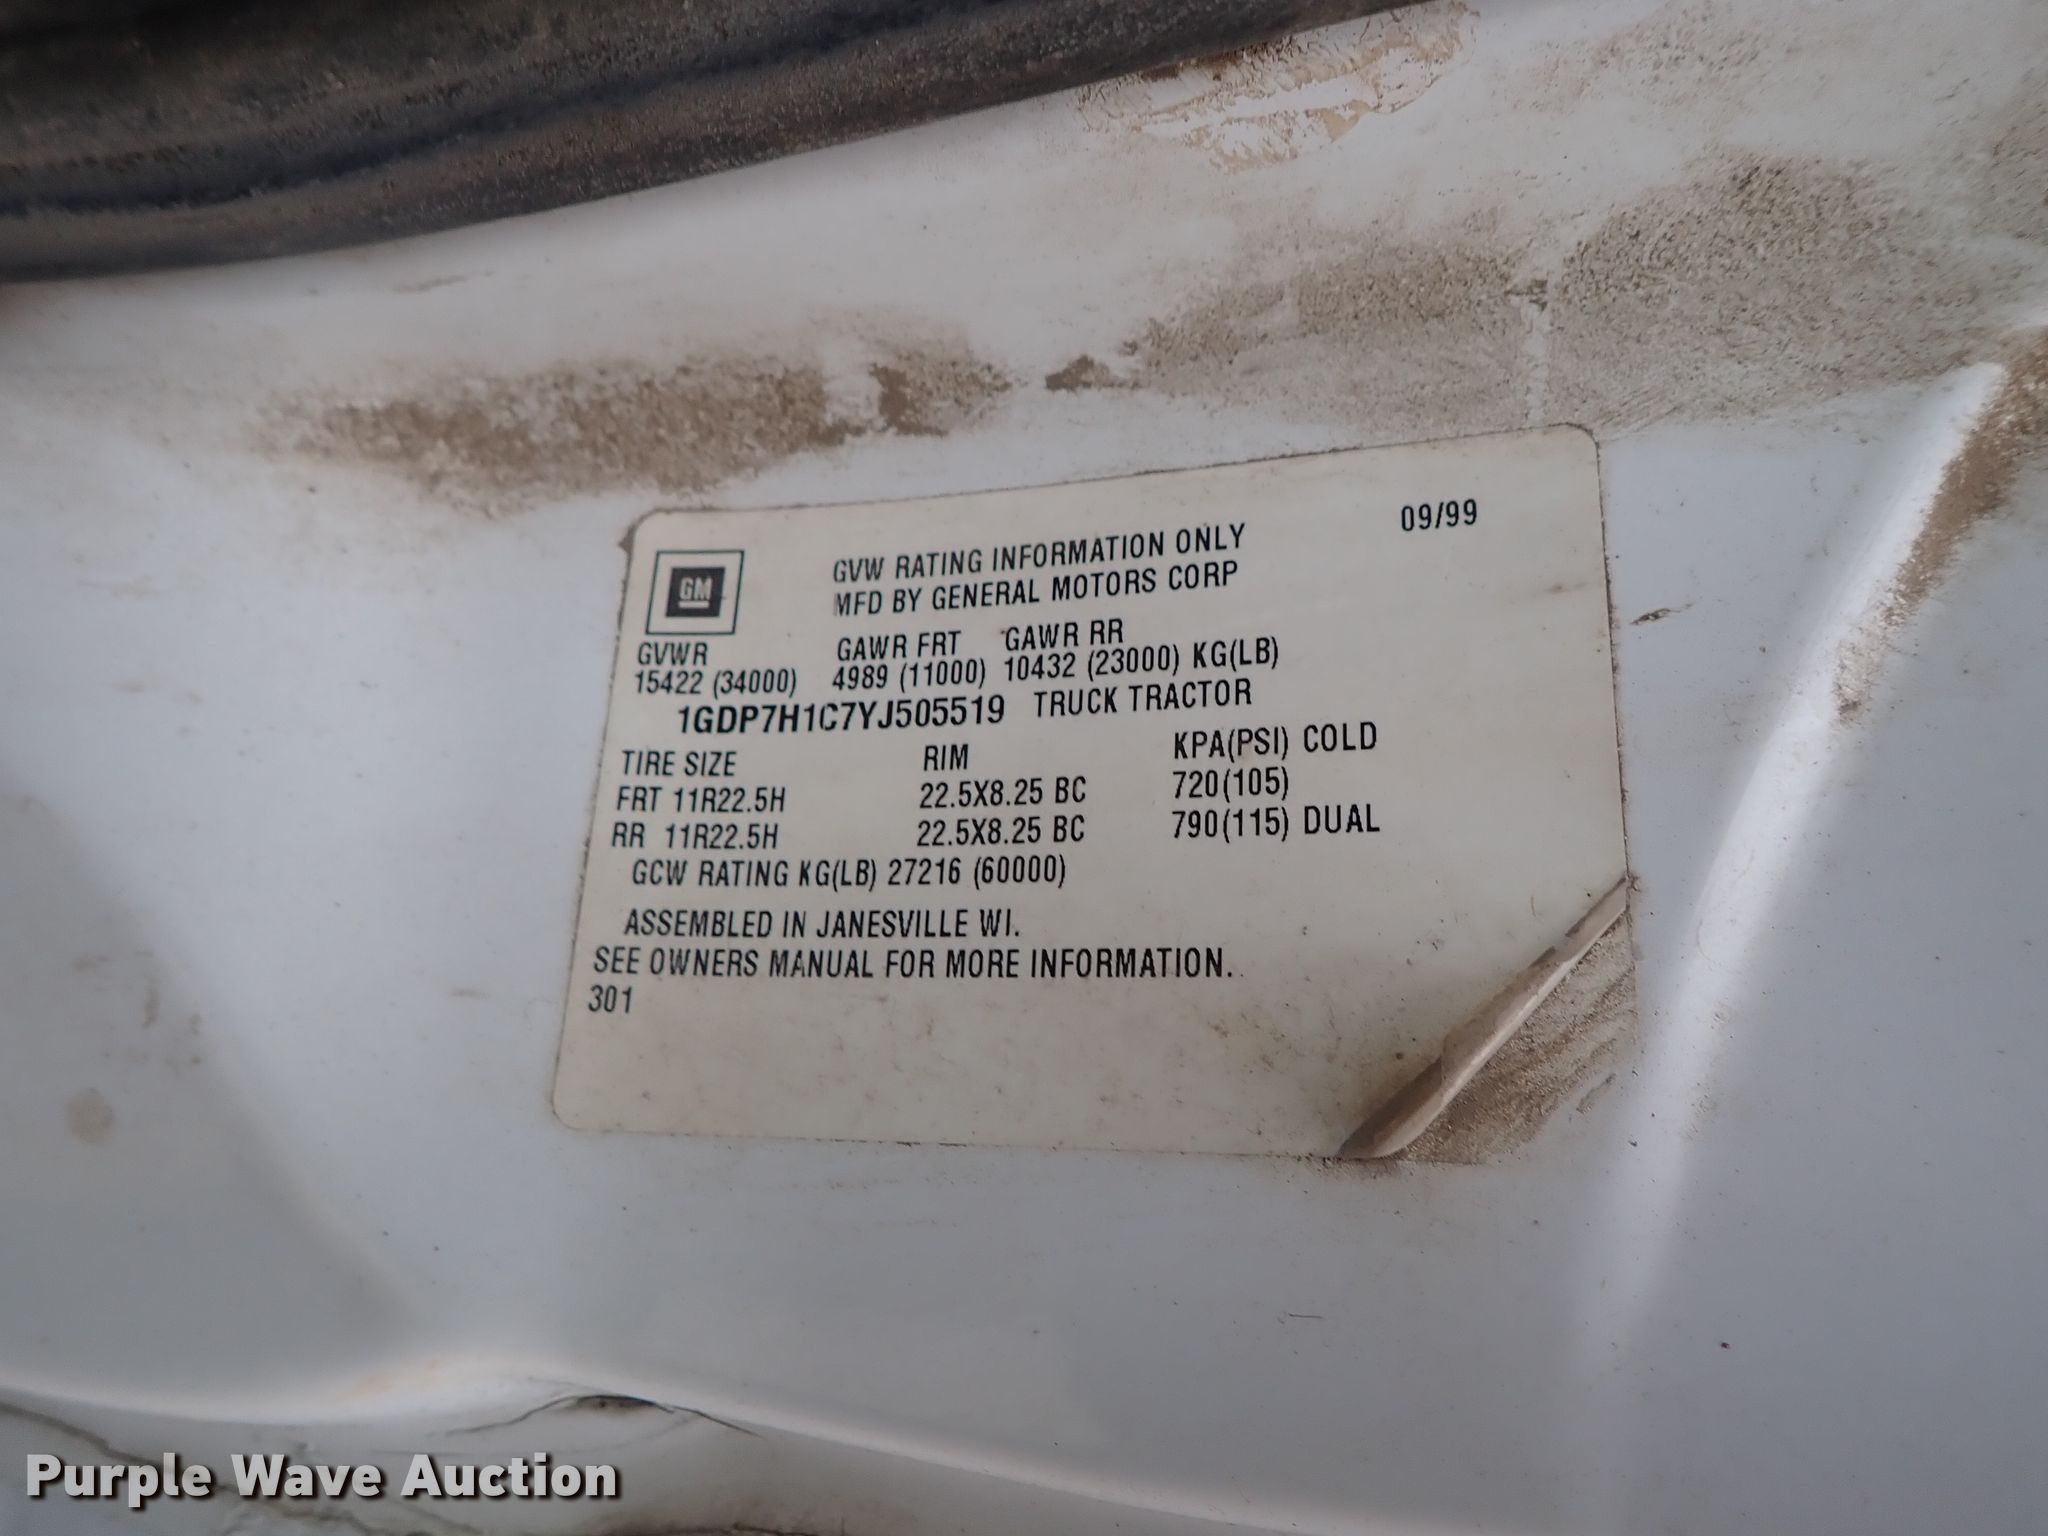 09/99
GM
GVW RATING INFORMATION ONLY
MFD BY GENERAL MOTORS CORP
GVWR GAWR FRT GAWR RR
15422 (34000) 4989 (11000) 10432 (23000) KG(LB)
1GDP7H1C7YJ505519 TRUCK TRACTOR
TIRE SIZE RIM KPA(PSI) COLD
FRT 11R22.5H 22.5X8.25 BC 720(105)
RR 11R22.5H 22.5X8.25 BC 790(115) DUAL
GCW RATING KG(LB) 27216 (60000)
ASSEMBLED IN JANESVILLE WI.
SEE OWNERS MANUAL FOR MORE INFORMATION.
301
Purple Wave Auction